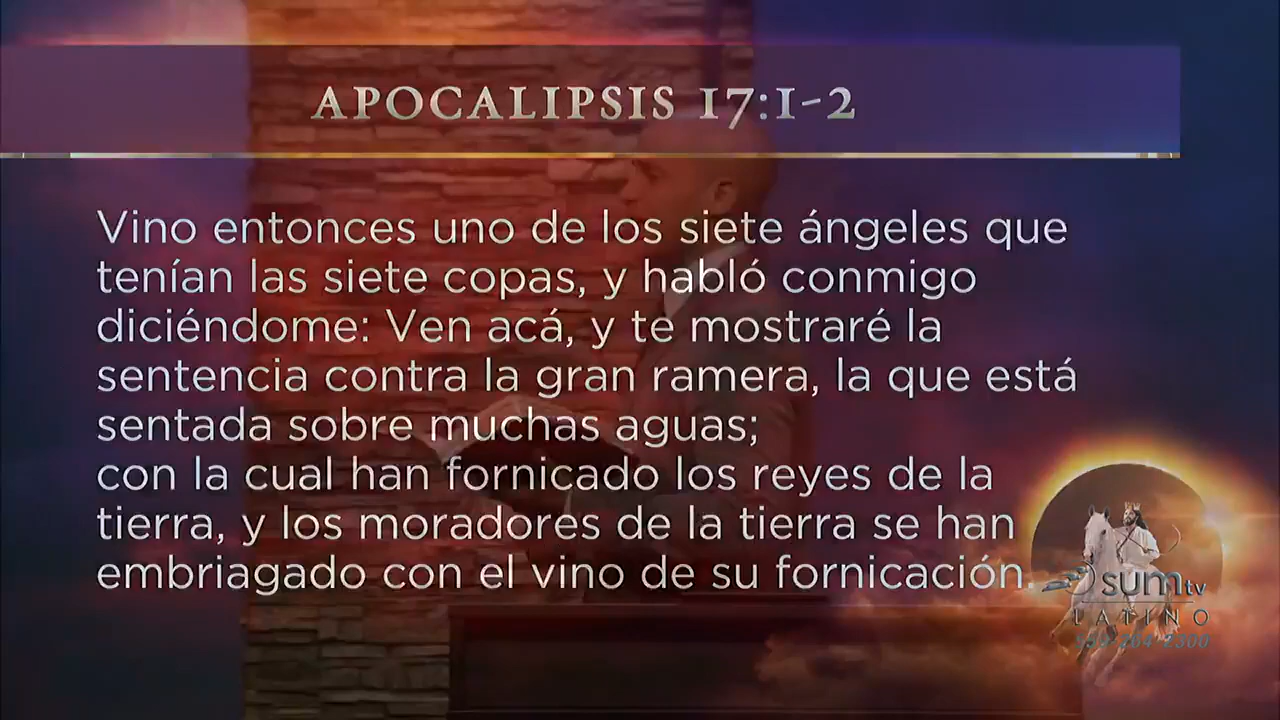 APOCALIPSIS 17:1-2
Vino entonces uno de los siete ángeles que
tenían las siete copas, y habló conmigo
diciéndome: Ven acá, y te mostraré la
sentencia contra la gran ramera, la que está
sentada sobre muchas aguas;
con la cual han fornicado los reyes de la
tierra, y los moradores de la tierra se han
embriagado con el vino de su fornicación.
sumtv
LATINO